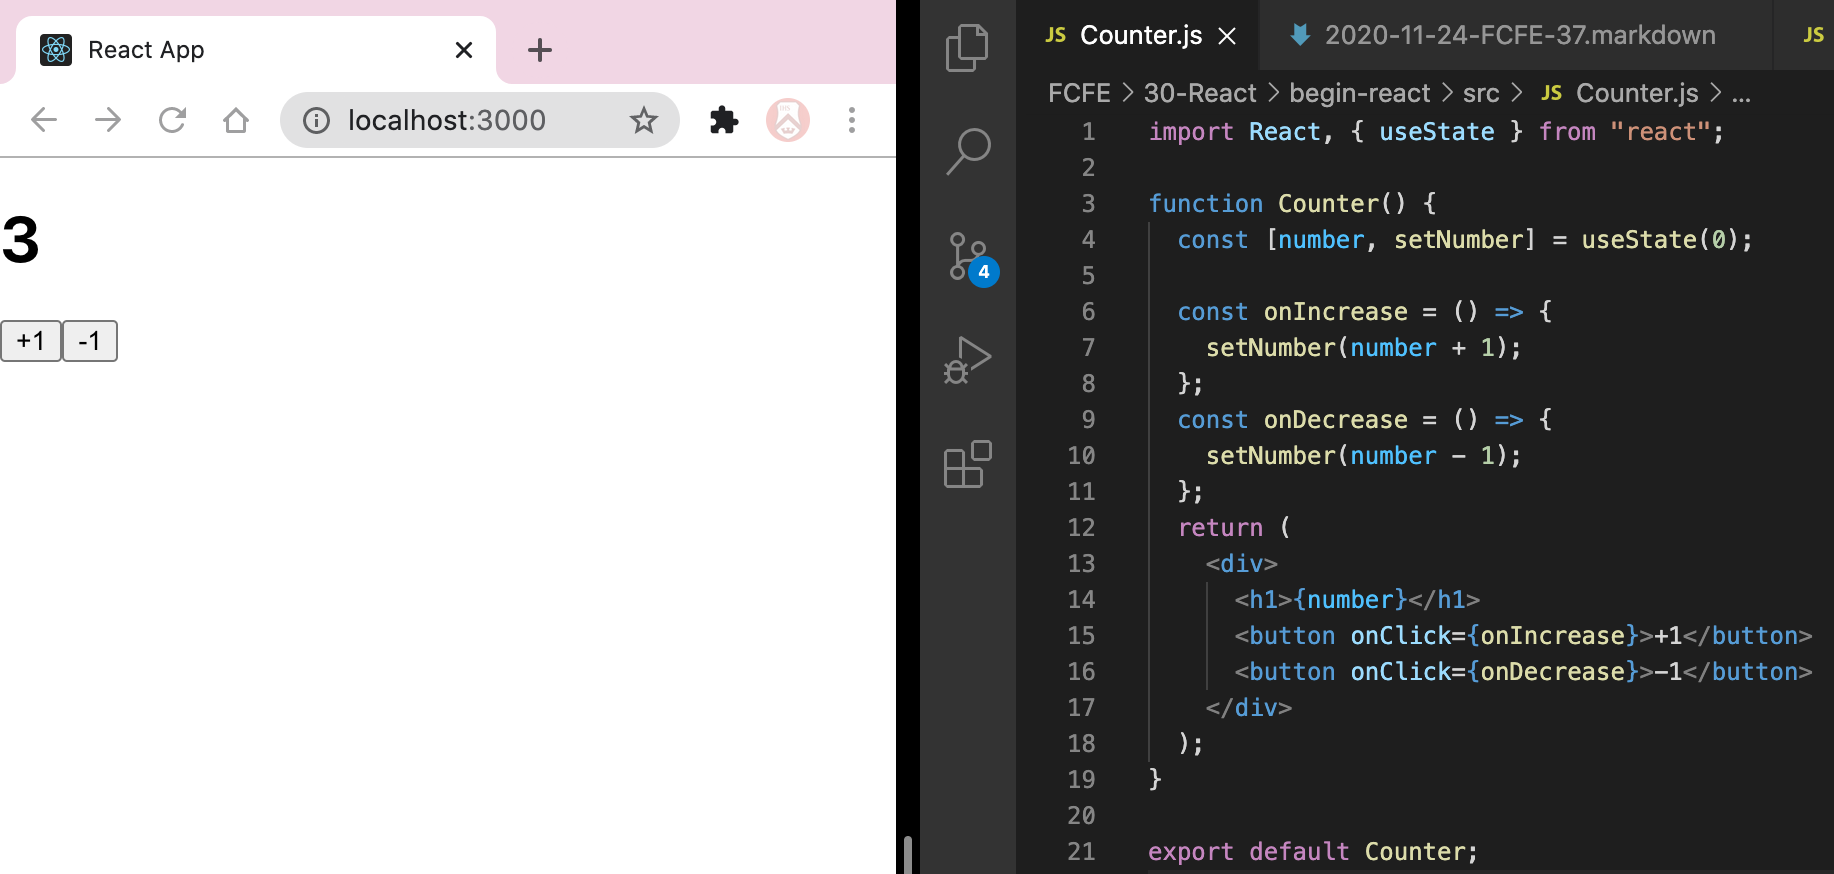 React App
localhost:3000
3
+1 -1
4
JS Counter.js 2020-11-24-FCFE-37.markdown JS
FCFE > 30-React > begin-react > src > JS Counter.js > ...
1 import React, { useState } from "react";
2
3 function Counter() {
4   const [number, setNumber] = useState(0);
5
6   const onIncrease = () => {
7     setNumber(number + 1);
8   };
9   const onDecrease = () => {
10     setNumber(number - 1);
11   };
12   return (
13     <div>
14       <h1>{number}</h1>
15       <button onClick={onIncrease}>+1</button>
16       <button onClick={onDecrease}>-1</button>
17     </div>
18   );
19 }
20
21 export default Counter;